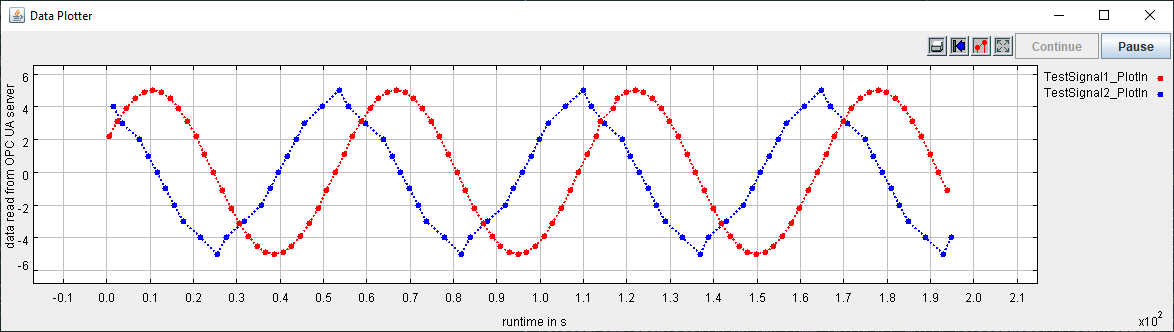 Data Plotter
Continue
Pause
TestSignal1_PlotIn
TestSignal2_PlotIn
data read from OPC UA server
6
4
2
0
-2
-4
-6
-0.1 0.0 0.1 0.2 0.3 0.4 0.5 0.6 0.7 0.8 0.9 1.0 1.1 1.2 1.3 1.4 1.5 1.6 1.7 1.8 1.9 2.0 2.1
runtime in s
x10²